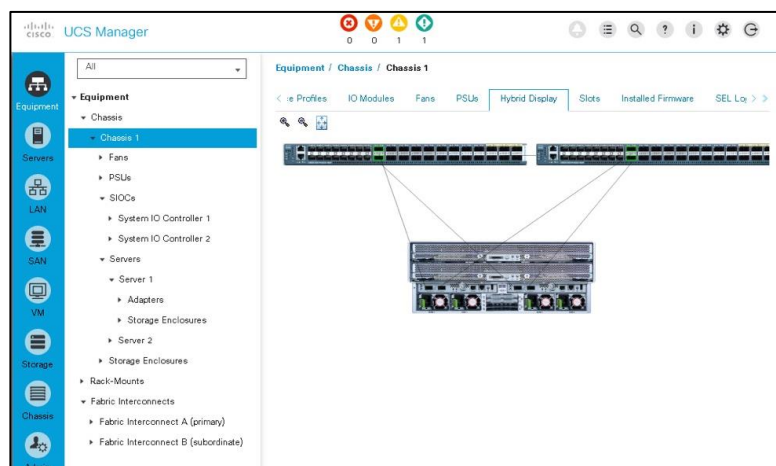 CISCO
UCS Manager
0
0
1
1
Equipment
Servers
LAN
SAN
VM
Storage
Chassis
All
Equipment
Chassis
Chassis 1
Fans
PSUs
SIOCs
System IO Controller 1
System IO Controller 2
Servers
Server 1
Adapters
Storage Enclosures
Server 2
Storage Enclosures
Rack-Mounts
Fabric Interconnects
Fabric Interconnect A (primary)
Fabric Interconnect B (subordinate)
Equipment / Chassis / Chassis 1
Profiles
IO Modules
Fans
PSUs
Hybrid Display
Slots
Installed Firmware
SEL